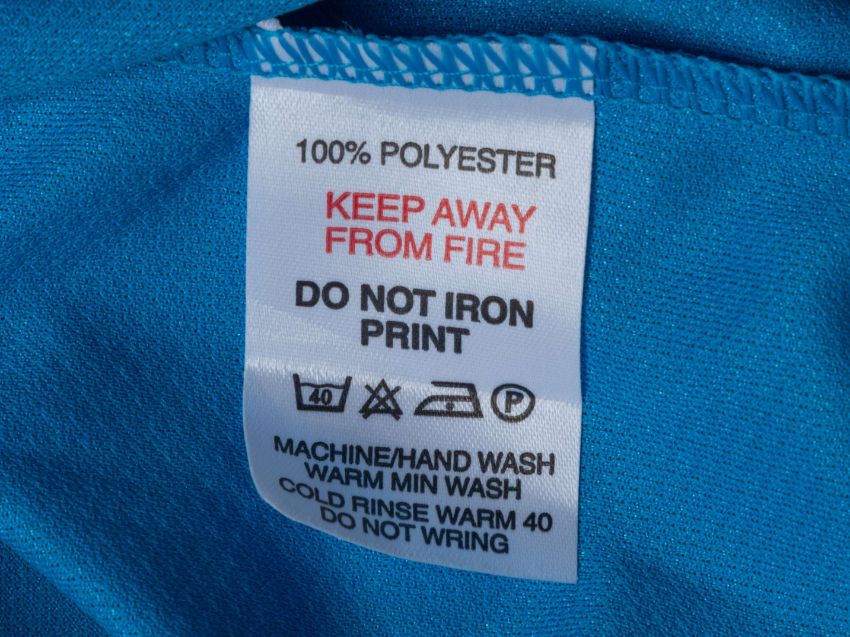 100% POLYESTER
KEEP AWAY
FROM FIRE
DO NOT IRON
PRINT
40 P
MACHINE/HAND WASH
WARM MIN WASH
COLD RINSE WARM 40
DO NOT WRING